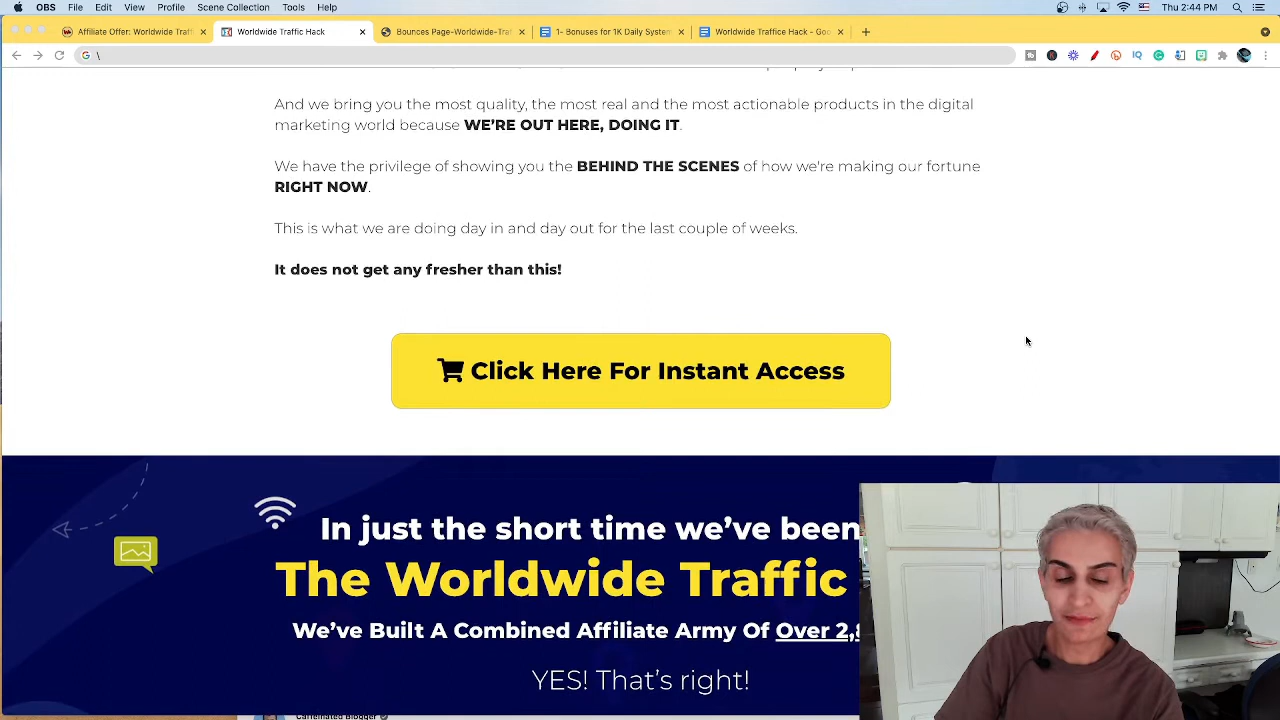 OBS File Edit View Profile Scene Collection Tools Help Thu 2:44 PM
Affiliate Offer: Worldwide Traff Worldwide Traffic Hack Bounces Page-Worldwide-Traf 1- Bonuses for 1K Daily System Worldwide Traffice Hack - Goo
\
And we bring you the most quality, the most real and the most actionable products in the digital
marketing world because WE'RE OUT HERE, DOING IT.
We have the privilege of showing you the BEHIND THE SCENES of how we're making our fortune
RIGHT NOW.
This is what we are doing day in and day out for the last couple of weeks.
It does not get any fresher than this!
Click Here For Instant Access
In just the short time we've been
The Worldwide Traffic
We've Built A Combined Affiliate Army Of Over 2,
YES! That's right!
Caffeinated Blogger